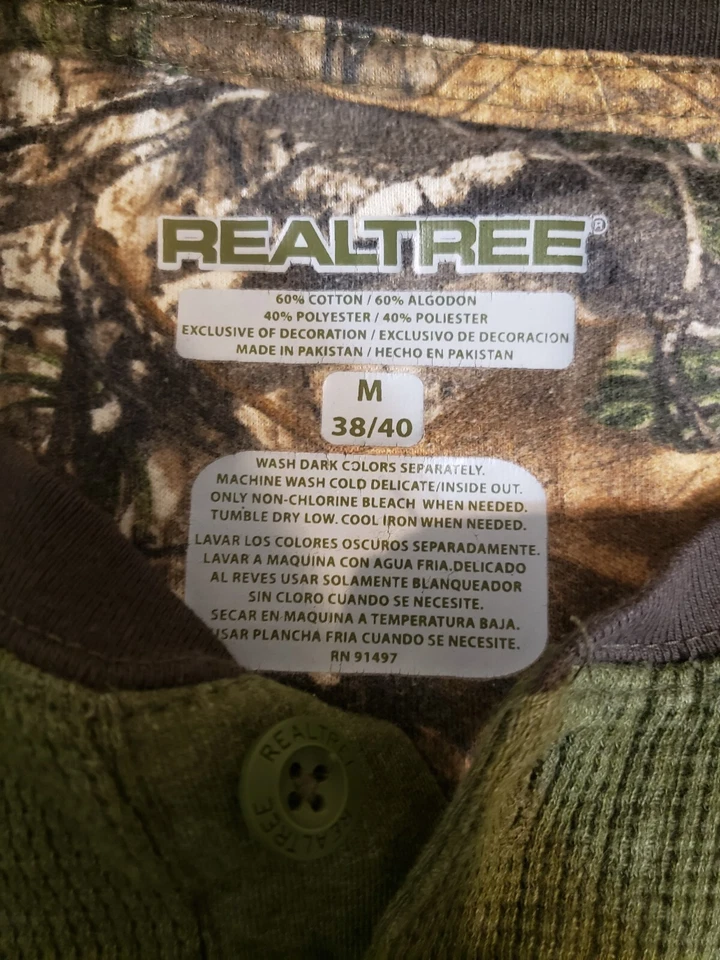 REALTREE®
60% COTTON / 60% ALGODON
40% POLYESTER / 40% POLIESTER
EXCLUSIVE OF DECORATION / EXCLUSIVO DE DECORACION
MADE IN PAKISTAN / HECHO EN PAKISTAN
M
38/40
WASH DARK COLORS SEPARATELY.
MACHINE WASH COLD DELICATE/INSIDE OUT.
ONLY NON-CHLORINE BLEACH WHEN NEEDED.
TUMBLE DRY LOW. COOL IRON WHEN NEEDED.
LAVAR LOS COLORES OSCUROS SEPARADAMENTE.
LAVAR A MAQUINA CON AGUA FRIA.DELICADO
AL REVES USAR SOLAMENTE BLANQUEADOR
SIN CLORO CUANDO SE NECESITE.
SECAR EN MAQUINA A TEMPERATURA BAJA.
USAR PLANCHA FRIA CUANDO SE NECESITE.
RN 91497
REALTREE
REALTREE